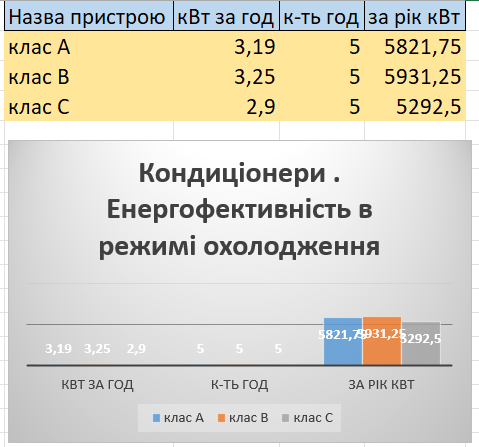 Назва пристрою кВт за год к-ть год за рік кВт
клас А 3,19 5 5821,75
клас В 3,25 5 5931,25
клас С 2,9 5 5292,5
Кондиціонери .
Енергофективність в
режимі охолодження
5821,75 5931,25 5292,5
3,19 3,25 2,9 5 5 5
КВТ ЗА ГОД К-ТЬ ГОД ЗА РІК КВТ
клас А клас В клас С